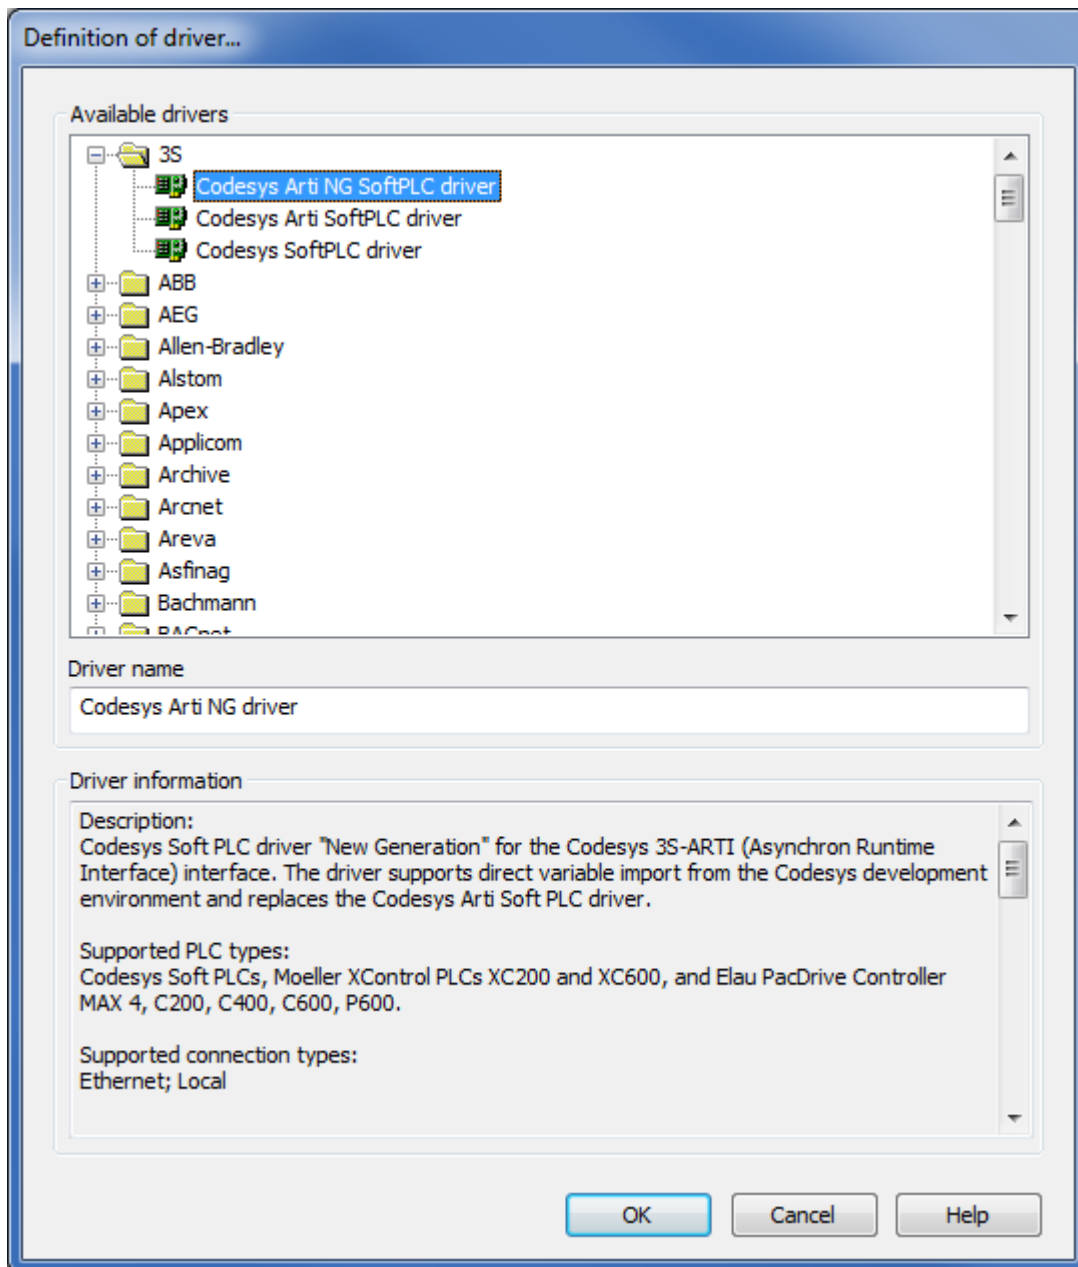 Definition of driver...
Available drivers
3S
Codesys Arti NG SoftPLC driver
Codesys Arti SoftPLC driver
Codesys SoftPLC driver
ABB
AEG
Allen-Bradley
Alstom
Apex
Applicom
Archive
Arcnet
Areva
Asfinag
Bachmann
BACnet
Driver name
Codesys Arti NG driver
Driver information
Description:
Codesys Soft PLC driver "New Generation" for the Codesys 3S-ARTI (Asynchron Runtime
Interface) interface. The driver supports direct variable import from the Codesys development
environment and replaces the Codesys Arti Soft PLC driver.
Supported PLC types:
Codesys Soft PLCs, Moeller XControl PLCs XC200 and XC600, and Elau PacDrive Controller
MAX 4, C200, C400, C600, P600.
Supported connection types:
Ethernet; Local
OK
Cancel
Help